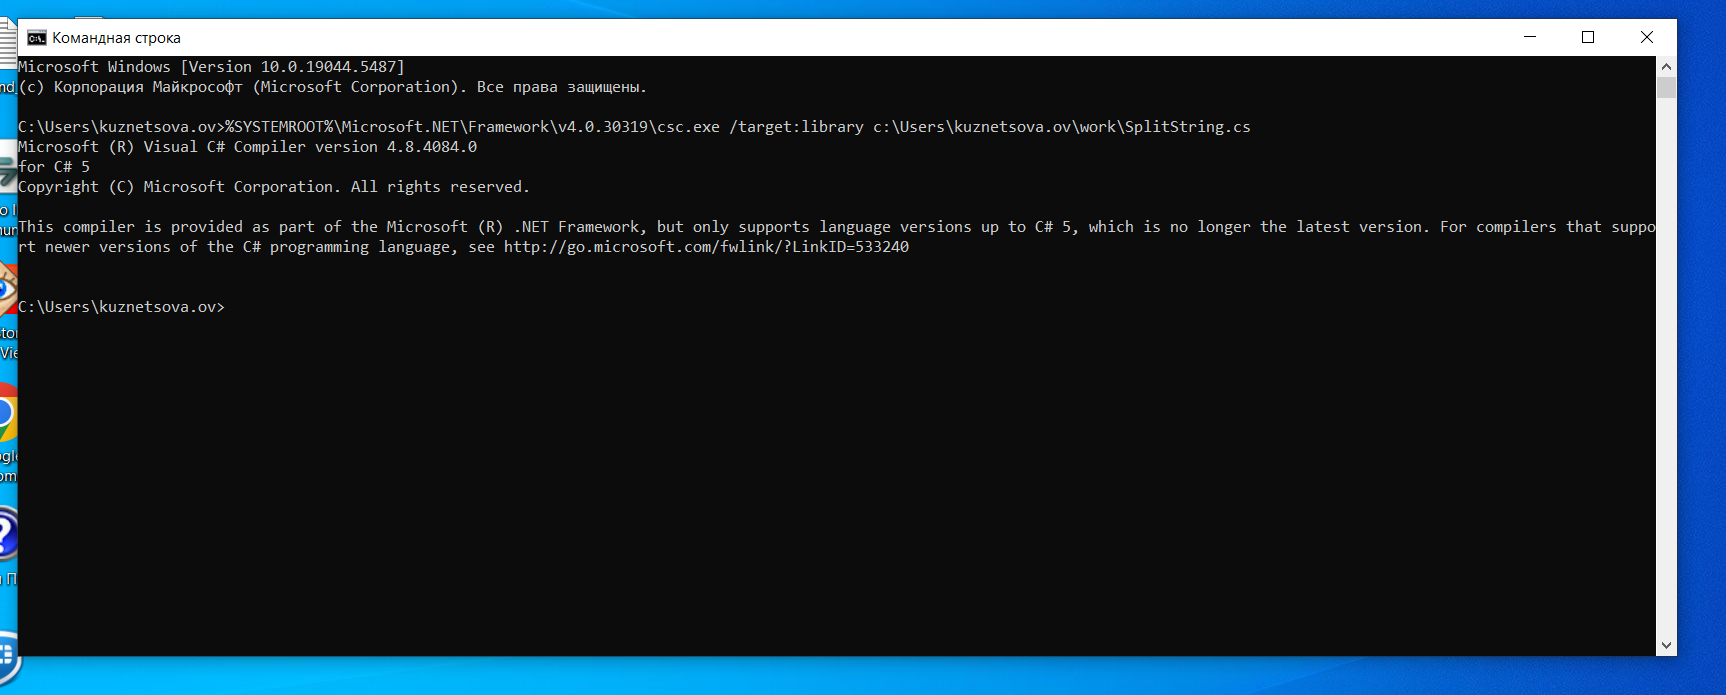 Командная строка
Microsoft Windows [Version 10.0.19044.5487]
(c) Корпорация Майкрософт (Microsoft Corporation). Все права защищены.
C:\Users\kuznetsova.ov>%SYSTEMROOT%\Microsoft.NET\Framework\v4.0.30319\csc.exe /target:library c:\Users\kuznetsova.ov\work\SplitString.cs
Microsoft (R) Visual C# Compiler version 4.8.4084.0
for C# 5
Copyright (C) Microsoft Corporation. All rights reserved.
This compiler is provided as part of the Microsoft (R) .NET Framework, but only supports language versions up to C# 5, which is no longer the latest version. For compilers that suppo
rt newer versions of the C# programming language, see http://go.microsoft.com/fwlink/?LinkID=533240
C:\Users\kuznetsova.ov>